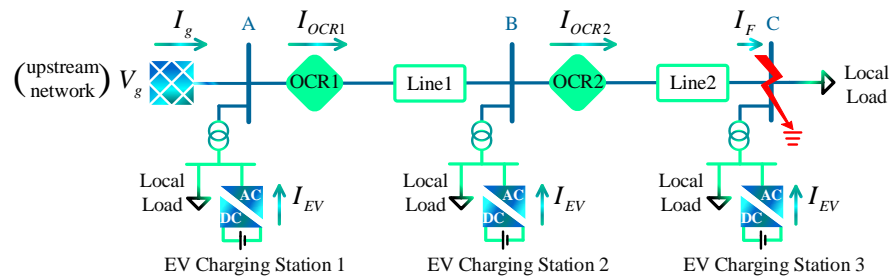 I_g
A
I_OCR1
B
I_OCR2
I_F
C
(upstream network) V_g
OCR1
Line1
OCR2
Line2
Local Load
Local Load
AC
DC
I_EV
Local Load
AC
DC
I_EV
Local Load
AC
DC
I_EV
EV Charging Station 1
EV Charging Station 2
EV Charging Station 3